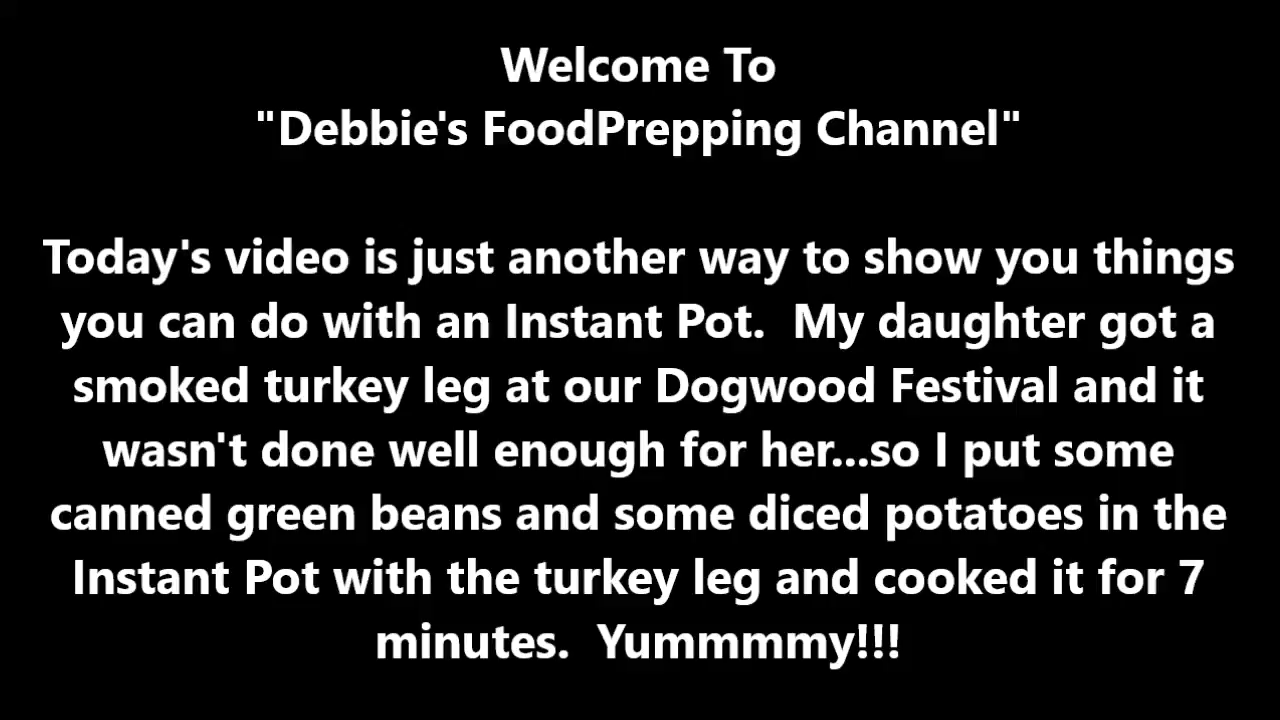 Welcome To
"Debbie's FoodPrepping Channel"
Today's video is just another way to show you things
you can do with an Instant Pot.  My daughter got a
smoked turkey leg at our Dogwood Festival and it
wasn't done well enough for her...so I put some
canned green beans and some diced potatoes in the
Instant Pot with the turkey leg and cooked it for 7
minutes.  Yummmmy!!!